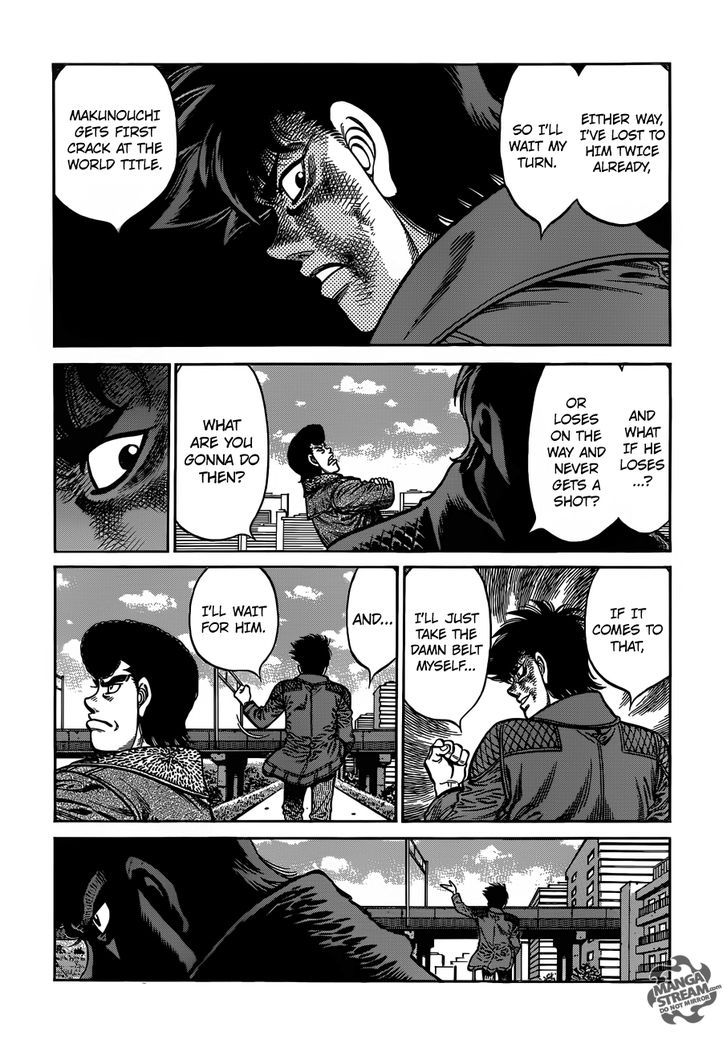 EITHER WAY,
I'VE LOST TO
HIM TWICE
ALREADY,
SO I'LL
WAIT MY
TURN.
MAKUNOUCHI
GETS FIRST
CRACK AT THE
WORLD TITLE.
AND
WHAT
IF HE
LOSES
...?
OR
LOSES
ON THE
WAY AND
NEVER
GETS A
SHOT?
WHAT
ARE YOU
GONNA DO
THEN?
IF IT
COMES TO
THAT,
I'LL JUST
TAKE THE
DAMN BELT
MYSELF...
AND...
I'LL WAIT
FOR HIM.
MANGA
STREAM.com
DO NOT MIRROR